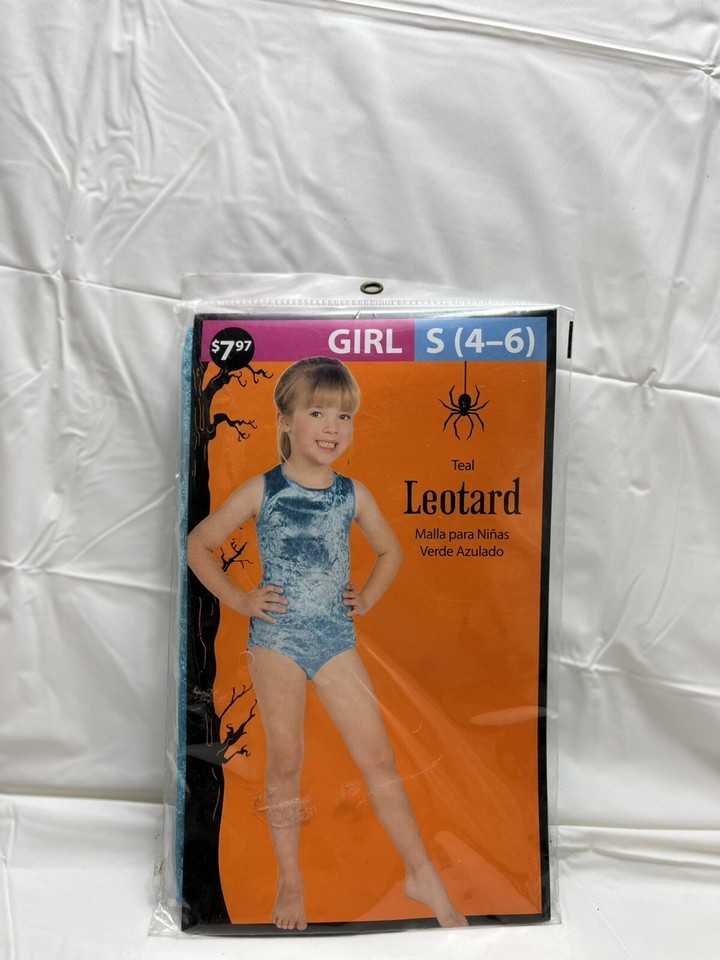 $7.97 GIRL S (4–6)
Teal
Leotard
Malla para Niñas
Verde Azulado